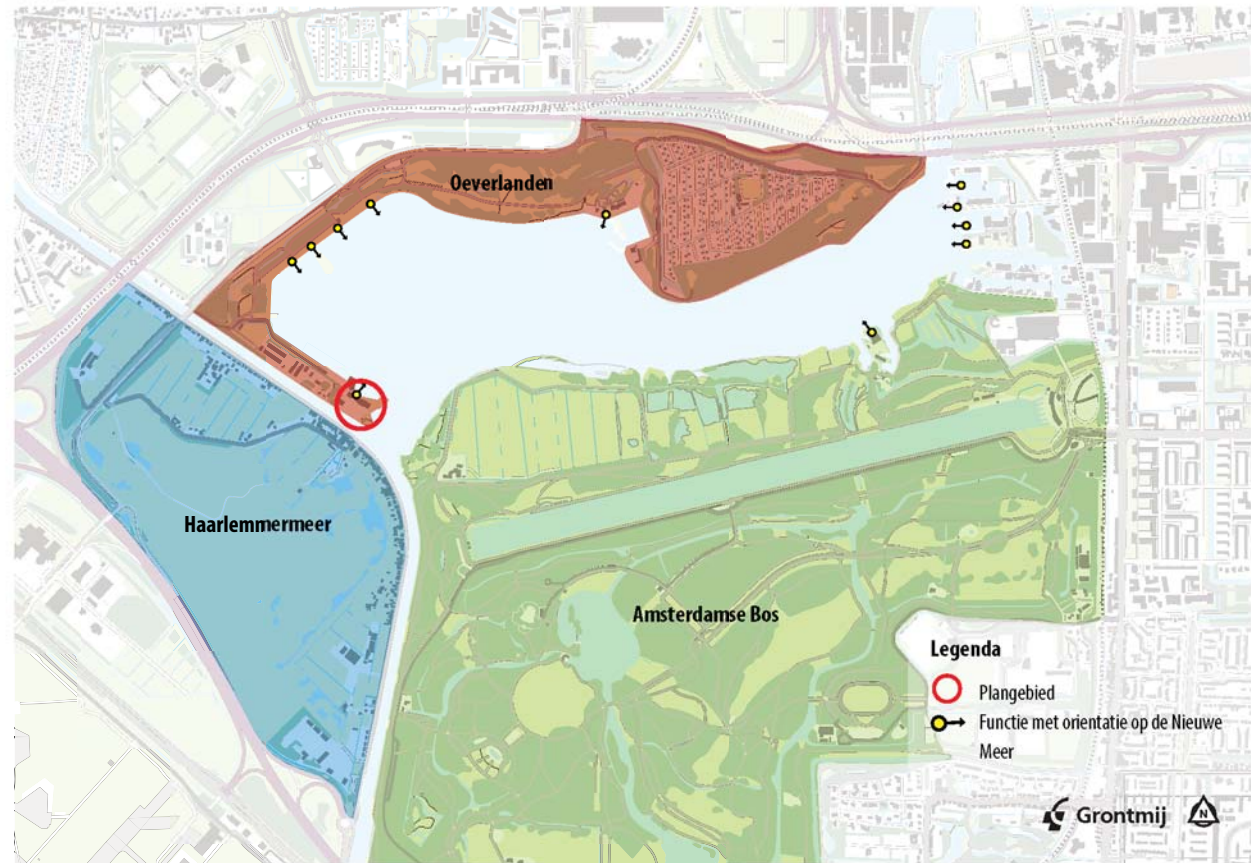 Oeverlanden
Haarlemmermeer
Amsterdamse Bos
Legenda
Plangebied
Functie met orientatie op de Nieuwe
Meer
Grontmij
N